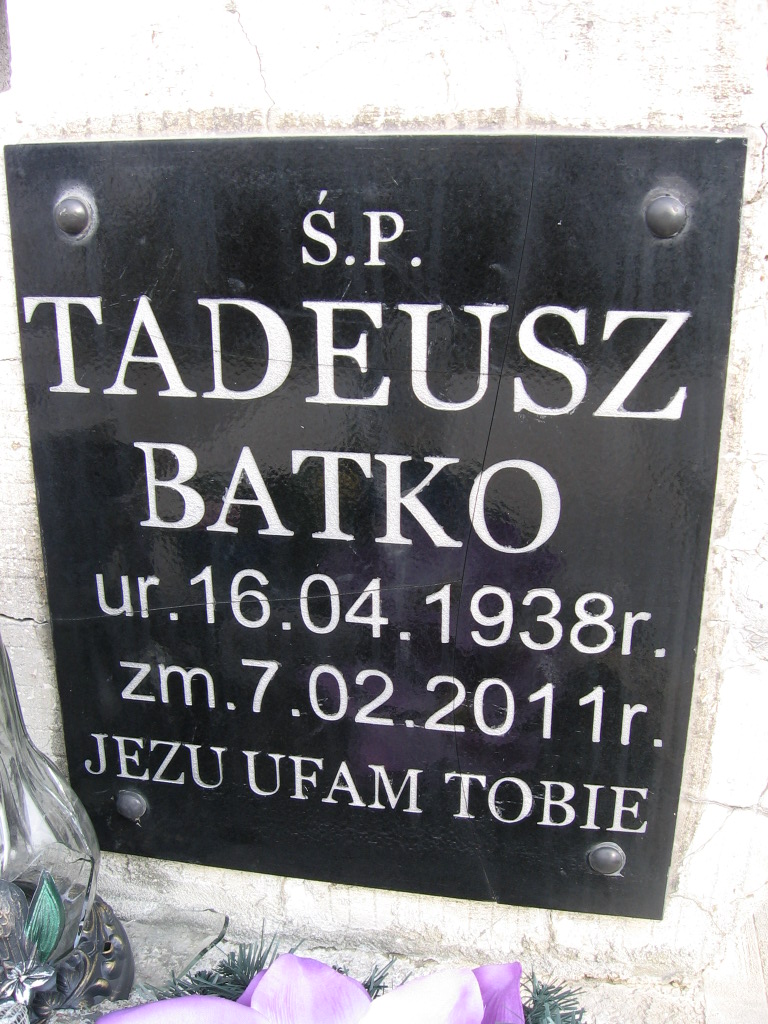 Ś.P.
TADEUSZ
BATKO
ur.16.04.1938r.
zm.7.02.2011r.
JEZU UFAM TOBIE